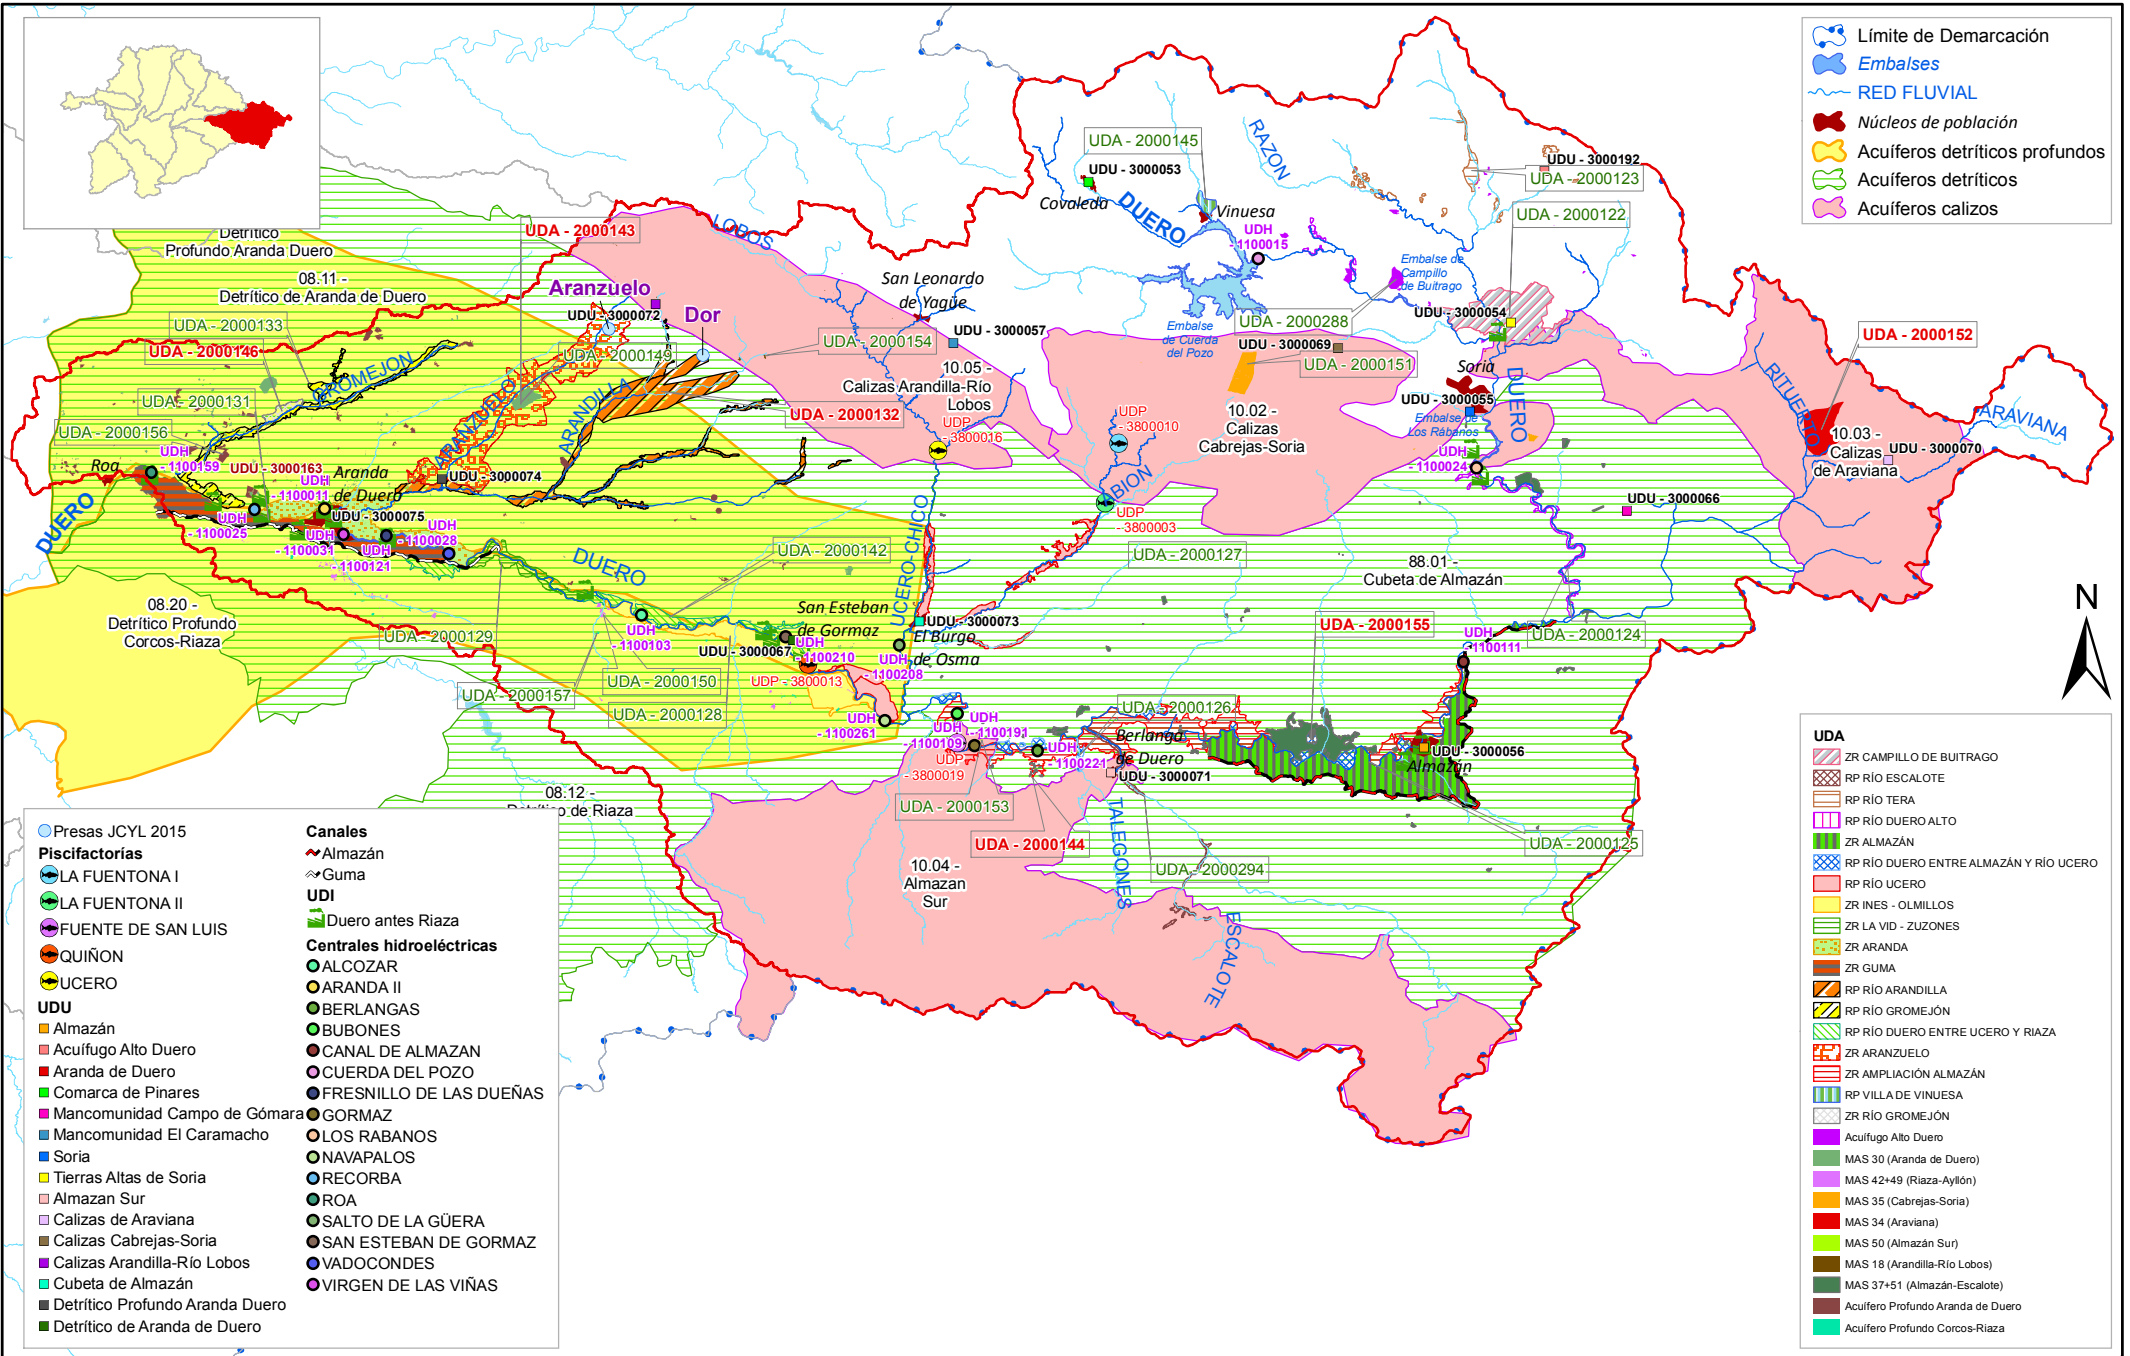 Límite de Demarcación
Embalses
RED FLUVIAL
Núcleos de población
Acuíferos detríticos profundos
Acuíferos detríticos
Acuíferos calizos
Detrítico
Profundo Aranda Duero
08.11 -
Detrítico de Aranda de Duero
UDA - 2000143
LOBOS
UDA - 2000145
UDU - 3000053
Covaleda
DUERO
Vinuesa
UDH
- 1100015
RAZON
UDU - 3000192
UDA - 2000123
UDA - 2000122
Embalse de
Campillo
de Buitrago
San Leonardo
de Yagüe
UDU - 3000057
Embalse
de Cuerda
del Pozo
UDA - 2000288
UDU - 3000054
UDU - 3000069
UDA - 2000151
Soria
UDU - 3000055
Embalse de
Los Rábanos
DUERO
UDH
- 1100024
UDA - 2000152
RITUERTO
ARAVIANA
10.03 -
Calizas
de Araviana
UDU - 3000070
UDU - 3000066
Aranzuelo
UDU - 3000072
Dor
UDA - 2000133
UDA - 2000146
UDA - 2000149
UDA - 2000154
GROMEJON
UDA - 2000131
UDA - 2000156
ARANZUELO
ARANDILLA
UDA - 2000132
10.05 -
Calizas Arandilla-Río
Lobos
UDP
- 3800016
UDP
- 3800010
10.02 -
Calizas
Cabrejas-Soria
ABION
UDP
- 3800003
Roa
UDH
- 1100159
UDU - 3000163
UDH
- 1100011
Aranda
de Duero
UDU - 3000074
UDU - 3000075
DUERO
UDH
- 1100025
UDH
- 1100031
UDH
- 1100121
UDH
- 1100028
DUERO
UDA - 2000142
UCERO-CHICO
UDA - 2000127
88.01 -
Cubeta de Almazán
08.20 -
Detrítico Profundo
Corcos-Riaza
UDA - 2000129
UDH
- 1100103
San Esteban
de Gormaz
UDU - 3000067
UDH
- 1100210
UDU - 3000073
El Burgo
de Osma
UDH
- 1100208
UDA - 2000155
UDH
- 1100111
UDA - 2000124
UDA - 2000157
UDA - 2000150
UDA - 2000128
UDP - 3800013
UDH
- 1100261
UDH
- 1100191
UDH
- 1100109
UDP
- 3800019
UDH
- 1100221
UDA - 2000126
Berlanga
de Duero
UDU - 3000071
UDU - 3000056
Almazán
UDA - 2000153
UDA - 2000144
UDA - 2000125
UDA - 2000294
TALEGONES
ESCALOTE
10.04 -
Almazan
Sur
08.12 -
Detrítico de Riaza
N
Presas JCYL 2015
Piscifactorías
LA FUENTONA I
LA FUENTONA II
FUENTE DE SAN LUIS
QUIÑON
UCERO
UDU
Almazán
Acuífugo Alto Duero
Aranda de Duero
Comarca de Pinares
Mancomunidad Campo de Gómara
Mancomunidad El Caramacho
Soria
Tierras Altas de Soria
Almazan Sur
Calizas de Araviana
Calizas Cabrejas-Soria
Calizas Arandilla-Río Lobos
Cubeta de Almazán
Detrítico Profundo Aranda Duero
Detrítico de Aranda de Duero
Canales
Almazán
Guma
UDI
Duero antes Riaza
Centrales hidroeléctricas
ALCOZAR
ARANDA II
BERLANGAS
BUBONES
CANAL DE ALMAZAN
CUERDA DEL POZO
FRESNILLO DE LAS DUEÑAS
GORMAZ
LOS RABANOS
NAVAPALOS
RECORBA
ROA
SALTO DE LA GÜERA
SAN ESTEBAN DE GORMAZ
VADOCONDES
VIRGEN DE LAS VIÑAS
UDA
ZR CAMPILLO DE BUITRAGO
RP RÍO ESCALOTE
RP RÍO TERA
RP RÍO DUERO ALTO
ZR ALMAZÁN
RP RÍO DUERO ENTRE ALMAZÁN Y RÍO UCERO
RP RÍO UCERO
ZR INES - OLMILLOS
ZR LA VID - ZUZONES
ZR ARANDA
ZR GUMA
RP RÍO ARANDILLA
RP RÍO GROMEJÓN
RP RÍO DUERO ENTRE UCERO Y RIAZA
ZR ARANZUELO
ZR AMPLIACIÓN ALMAZÁN
RP VILLA DE VINUESA
ZR RÍO GROMEJÓN
Acuífugo Alto Duero
MAS 30 (Aranda de Duero)
MAS 42+49 (Riaza-Ayllón)
MAS 35 (Cabrejas-Soria)
MAS 34 (Araviana)
MAS 50 (Almazán Sur)
MAS 18 (Arandilla-Río Lobos)
MAS 37+51 (Almazán-Escalote)
Acuífero Profundo Aranda de Duero
Acuífero Profundo Corcos-Riaza